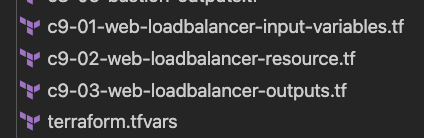 c9-01-web-loadbalancer-input-variables.tf
c9-02-web-loadbalancer-resource.tf
c9-03-web-loadbalancer-outputs.tf
terraform.tfvars